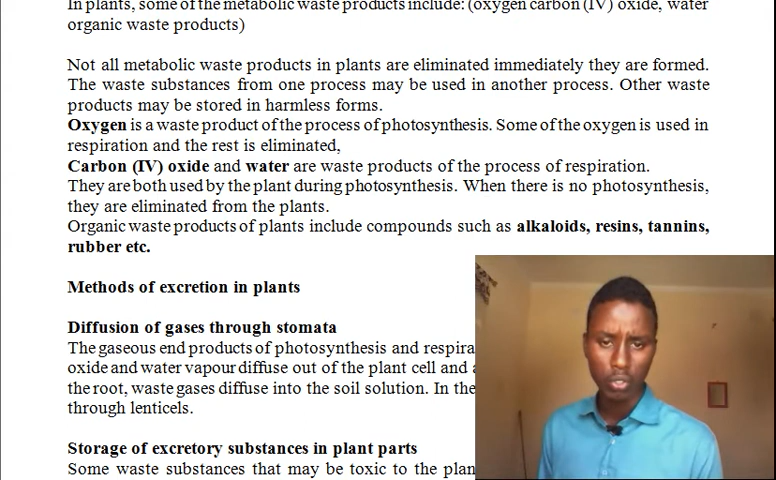 In plants, some of the metabolic waste products include: (oxygen carbon (IV) oxide, water
organic waste products)
Not all metabolic waste products in plants are eliminated immediately they are formed.
The waste substances from one process may be used in another process. Other waste
products may be stored in harmless forms.
Oxygen is a waste product of the process of photosynthesis. Some of the oxygen is used in
respiration and the rest is eliminated,
Carbon (IV) oxide and water are waste products of the process of respiration.
They are both used by the plant during photosynthesis. When there is no photosynthesis,
they are eliminated from the plants.
Organic waste products of plants include compounds such as alkaloids, resins, tannins,
rubber etc.
Methods of excretion in plants
Diffusion of gases through stomata
The gaseous end products of photosynthesis and respira
oxide and water vapour diffuse out of the plant cell and
the root, waste gases diffuse into the soil solution. In the
through lenticels.
Storage of excretory substances in plant parts
Some waste substances that may be toxic to the plan